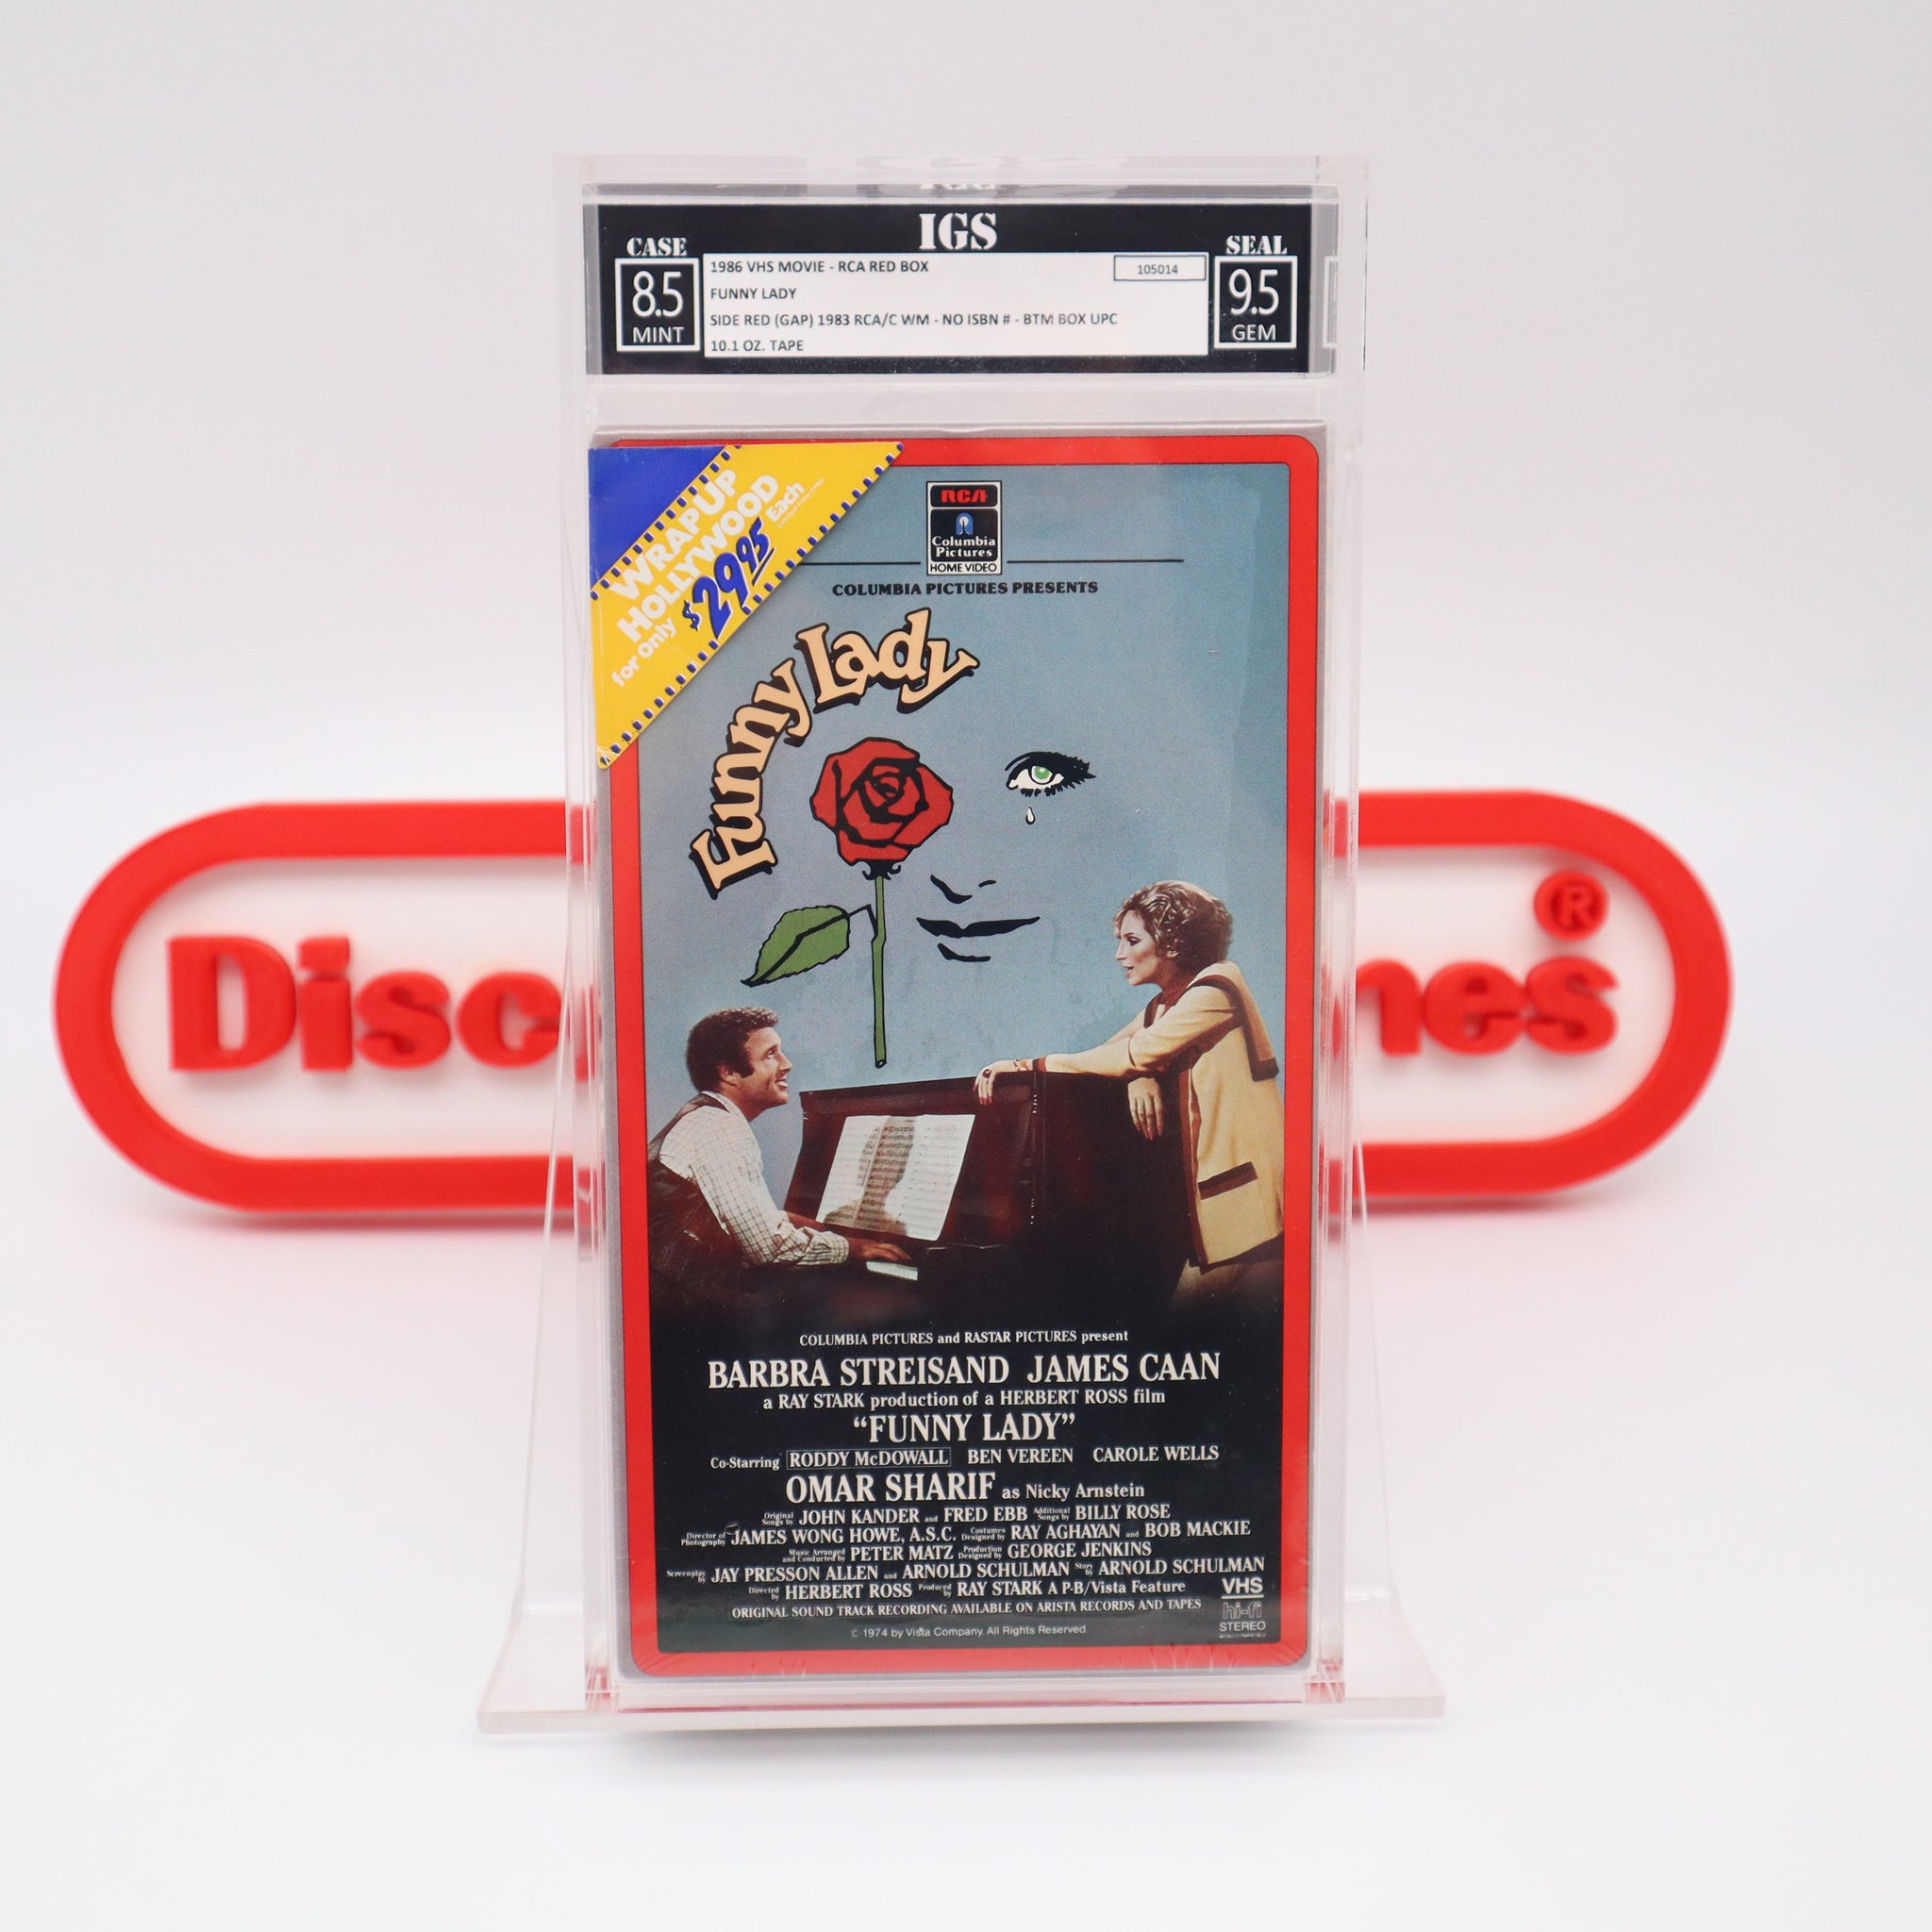 IGS
CASE
8.5
MINT
1986 VHS MOVIE - RCA RED BOX
105014
FUNNY LADY
SIDE RED (GAP) 1983 RCA/C WM - NO ISBN # - BTM BOX UPC
10.1 OZ. TAPE
SEAL
9.5
GEM
WRAP UP
HOLLYWOOD
for Only $29.95 Each
Limited Time Offer
RCA
Columbia
Pictures
HOME VIDEO
COLUMBIA PICTURES PRESENTS
Funny Lady
Disc
mes
®
COLUMBIA PICTURES and RASTAR PICTURES present
BARBRA STREISAND JAMES CAAN
a RAY STARK production of a HERBERT ROSS film
“FUNNY LADY”
Co-Starring RODDY McDOWALL BEN VEREEN CAROLE WELLS
OMAR SHARIF as Nicky Arnstein
Original Songs by JOHN KANDER and FRED EBB Additional Songs by BILLY ROSE
Director of Photography JAMES WONG HOWE, A.S.C. Costumes Designed by RAY AGHAYAN and BOB MACKIE
Music Arranged and Conducted by PETER MATZ Production Designed by GEORGE JENKINS
Screenplay by JAY PRESSON ALLEN and ARNOLD SCHULMAN Story by ARNOLD SCHULMAN
Directed by HERBERT ROSS Produced by RAY STARK A P-B/Vista Feature
ORIGINAL SOUND TRACK RECORDING AVAILABLE ON ARISTA RECORDS AND TAPES
© 1974 by Vista Company. All Rights Reserved.
VHS
hi-fi
STEREO